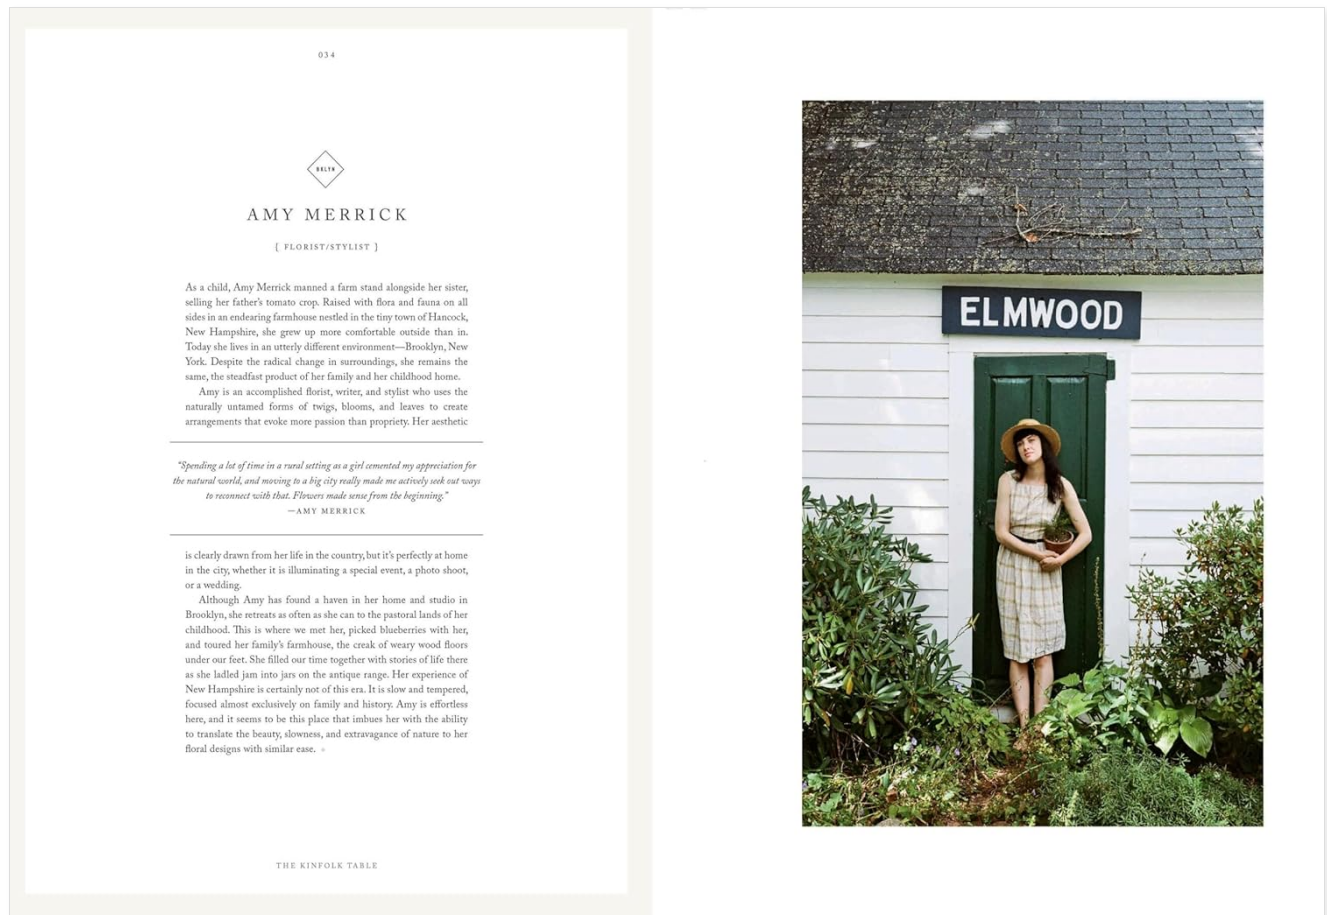 034
BKLYN
AMY MERRICK
{ FLORIST/STYLIST }
As a child, Amy Merrick manned a farm stand alongside her sister,
selling her father's tomato crop. Raised with flora and fauna on all
sides in an endearing farmhouse nestled in the tiny town of Hancock,
New Hampshire, she grew up more comfortable outside than in.
Today she lives in an utterly different environment—Brooklyn, New
York. Despite the radical change in surroundings, she remains the
same, the steadfast product of her family and her childhood home.
Amy is an accomplished florist, writer, and stylist who uses the
naturally untamed forms of twigs, blooms, and leaves to create
arrangements that evoke more passion than propriety. Her aesthetic
“Spending a lot of time in a rural setting as a girl cemented my appreciation for
the natural world, and moving to a big city really made me actively seek out ways
to reconnect with that. Flowers made sense from the beginning.”
—AMY MERRICK
is clearly drawn from her life in the country, but it's perfectly at home
in the city, whether it is illuminating a special event, a photo shoot,
or a wedding.
Although Amy has found a haven in her home and studio in
Brooklyn, she retreats as often as she can to the pastoral lands of her
childhood. This is where we met her, picked blueberries with her,
and toured her family's farmhouse, the creak of weary wood floors
under our feet. She filled our time together with stories of life there
as she ladled jam into jars on the antique range. Her experience of
New Hampshire is certainly not of this era. It is slow and tempered,
focused almost exclusively on family and history. Amy is effortless
here, and it seems to be this place that imbues her with the ability
to translate the beauty, slowness, and extravagance of nature to her
floral designs with similar ease.
THE KINFOLK TABLE
ELMWOOD